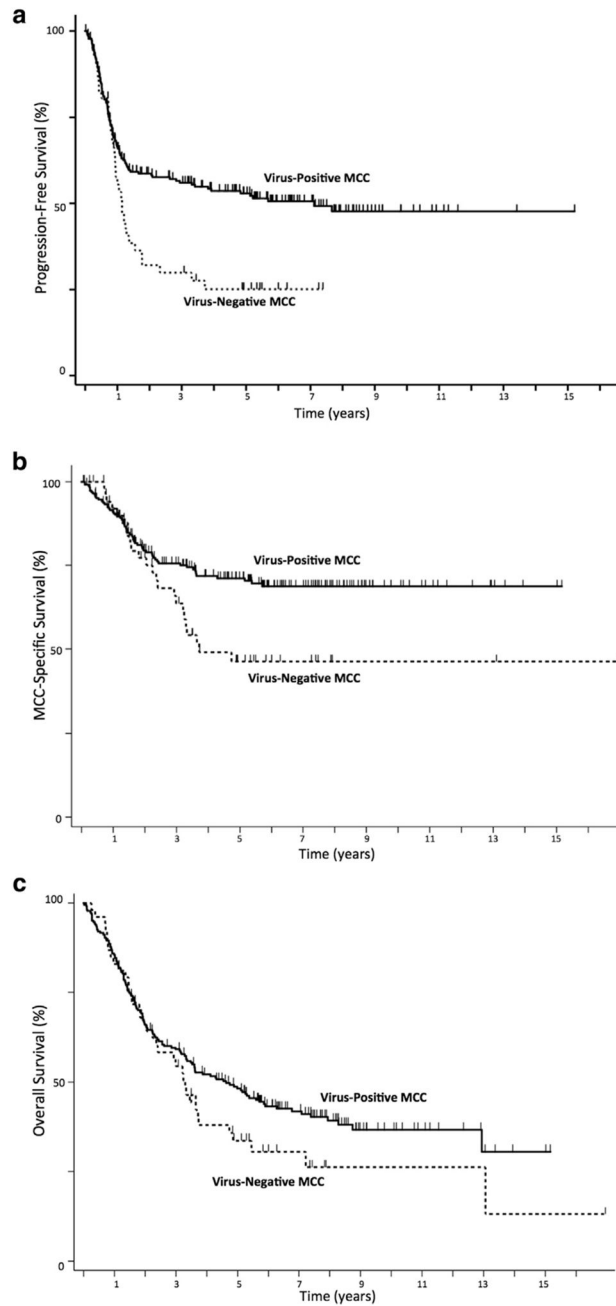 a
100
Progression-Free Survival (%)
Virus-Positive MCC
50
Virus-Negative MCC
0
1 3 5 7 9 11 13 15
Time (years)
b
100
MCC-Specific Survival (%)
Virus-Positive MCC
50
Virus-Negative MCC
0
1 3 5 7 9 11 13 15
Time (years)
c
100
Overall Survival (%)
50
Virus-Positive MCC
Virus-Negative MCC
0
1 3 5 7 9 11 13 15
Time (years)